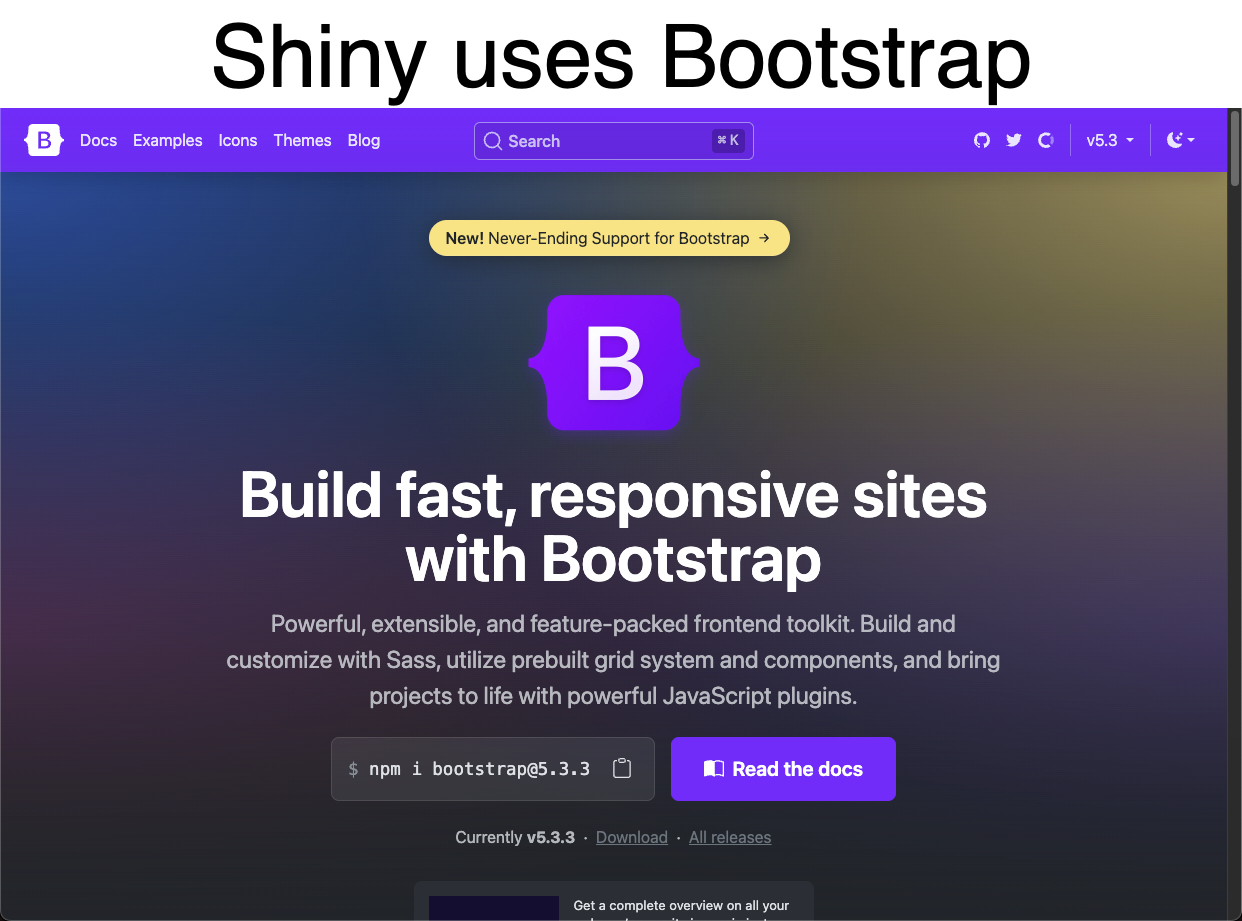 Shiny uses Bootstrap
B Docs Examples Icons Themes Blog Search ⌘ K v5.3
New! Never-Ending Support for Bootstrap →
B
Build fast, responsive sites
with Bootstrap
Powerful, extensible, and feature-packed frontend toolkit. Build and
customize with Sass, utilize prebuilt grid system and components, and bring
projects to life with powerful JavaScript plugins.
$ npm i bootstrap@5.3.3 Read the docs
Currently v5.3.3 · Download · All releases
Get a complete overview on all your